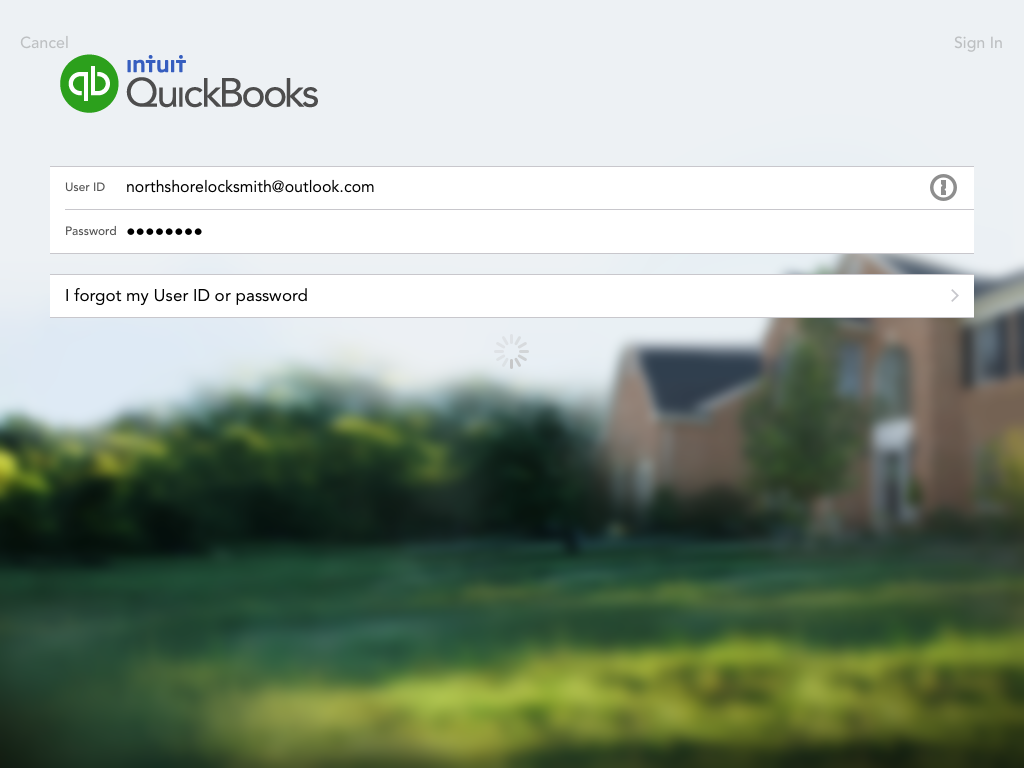 Cancel
Sign In
intuit
QuickBooks
User ID northshorelocksmith@outlook.com
Password ••••••••
I forgot my User ID or password